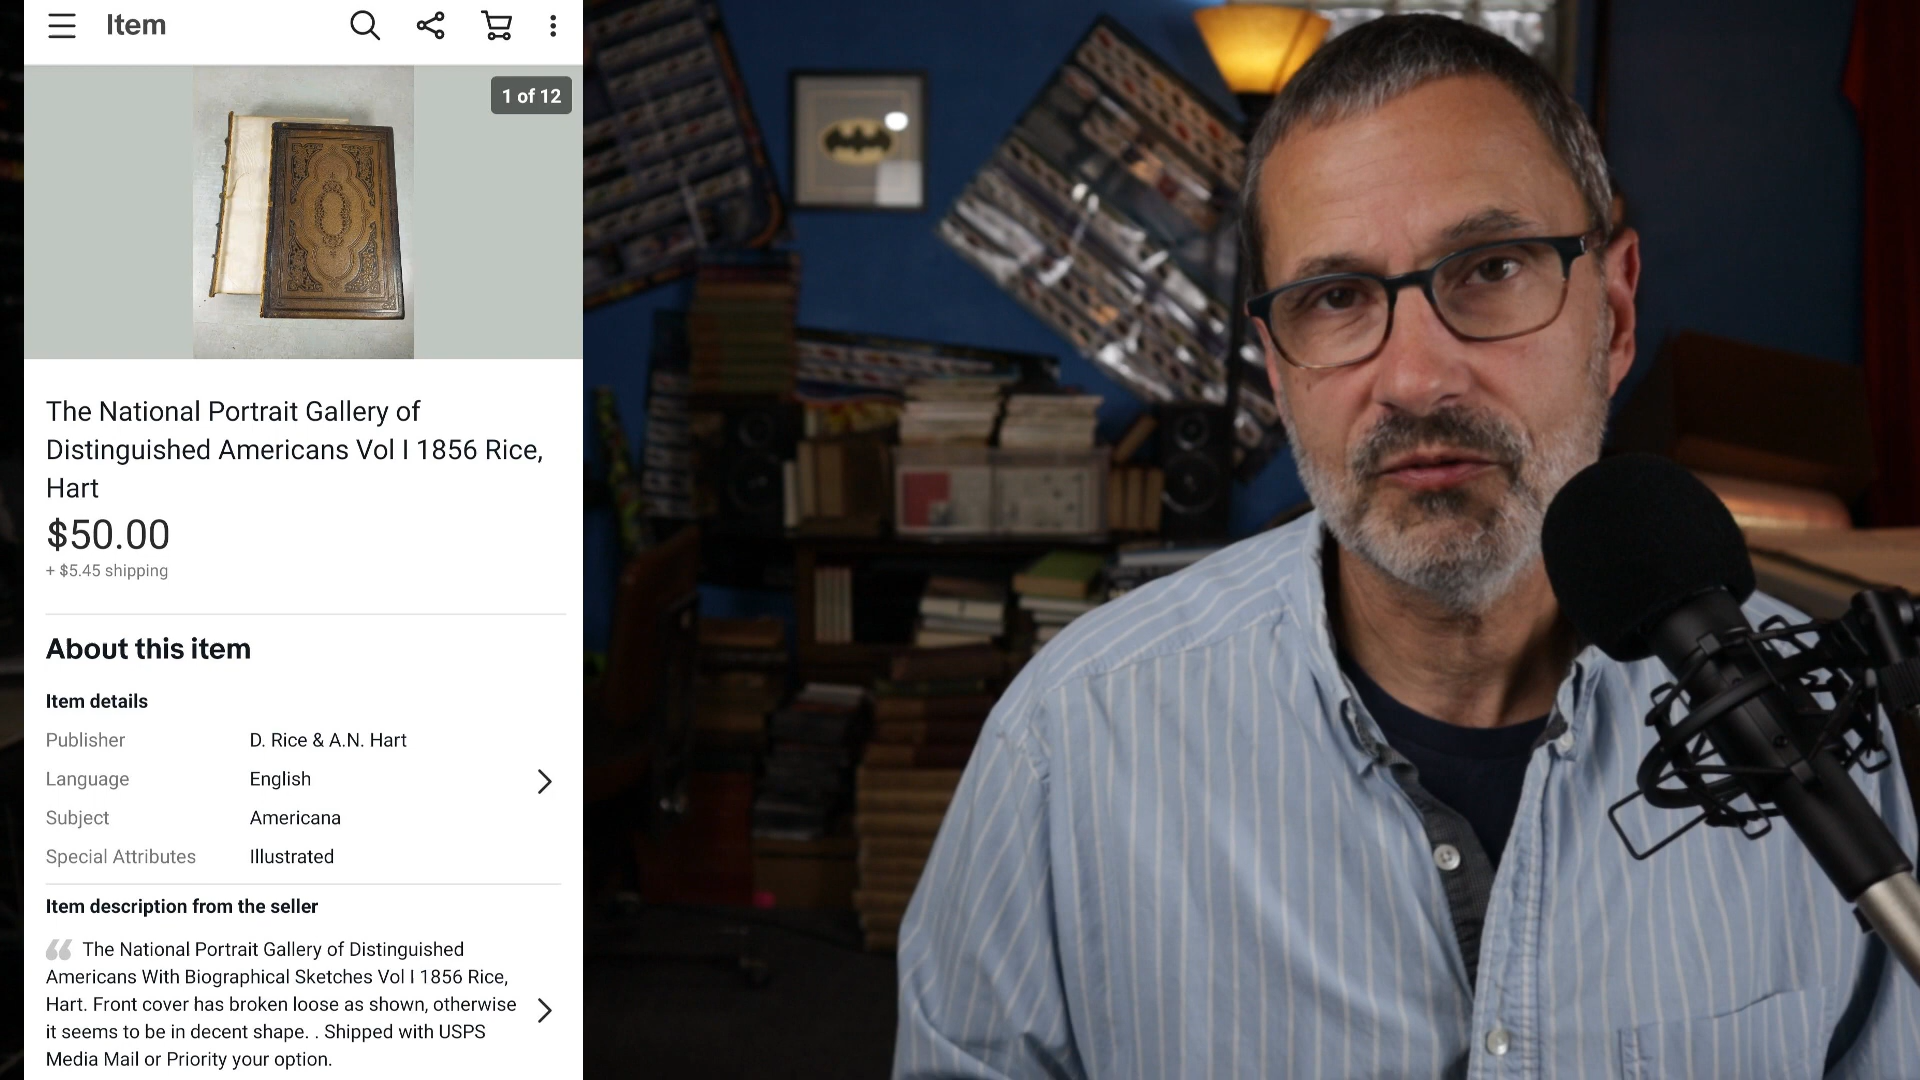 Item
1 of 12
The National Portrait Gallery of
Distinguished Americans Vol I 1856 Rice,
Hart
$50.00
+ $5.45 shipping
About this item
Item details
Publisher D. Rice & A.N. Hart
Language English
Subject Americana
Special Attributes Illustrated
Item description from the seller
“ The National Portrait Gallery of Distinguished
Americans With Biographical Sketches Vol I 1856 Rice,
Hart. Front cover has broken loose as shown, otherwise
it seems to be in decent shape. . Shipped with USPS
Media Mail or Priority your option.